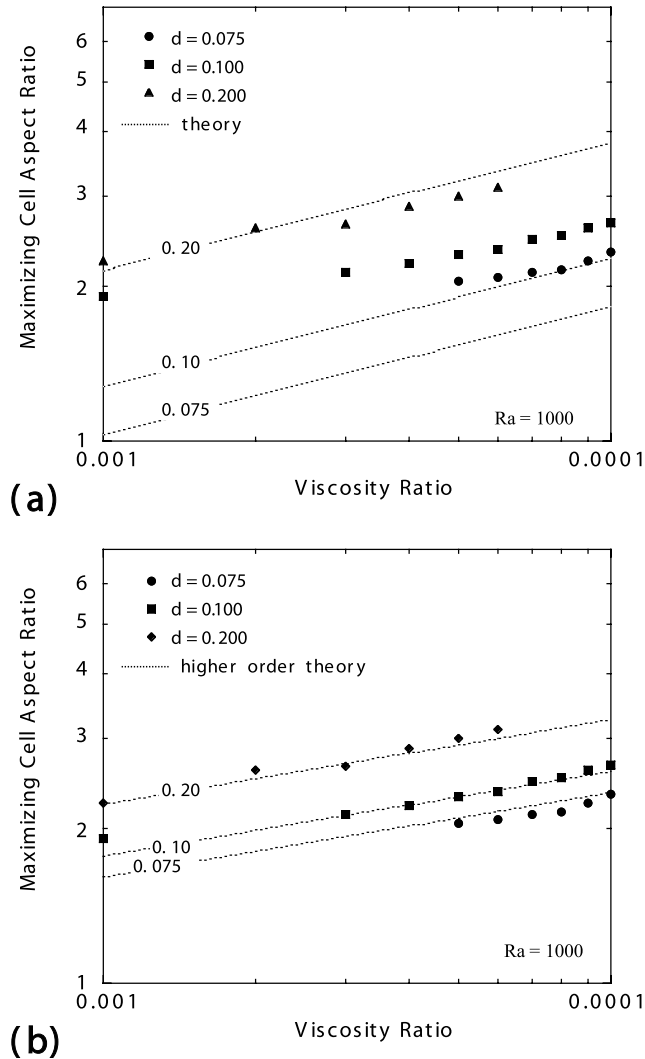 6
5
4
3
2
1
Maximizing Cell Aspect Ratio
d = 0.075
d = 0.100
d = 0.200
theory
0.20
0.10
0.075
Ra = 1000
0.001
0.0001
Viscosity Ratio
(a)
6
5
4
3
2
1
Maximizing Cell Aspect Ratio
d = 0.075
d = 0.100
d = 0.200
higher order theory
0.20
0.10
0.075
Ra = 1000
0.001
0.0001
Viscosity Ratio
(b)